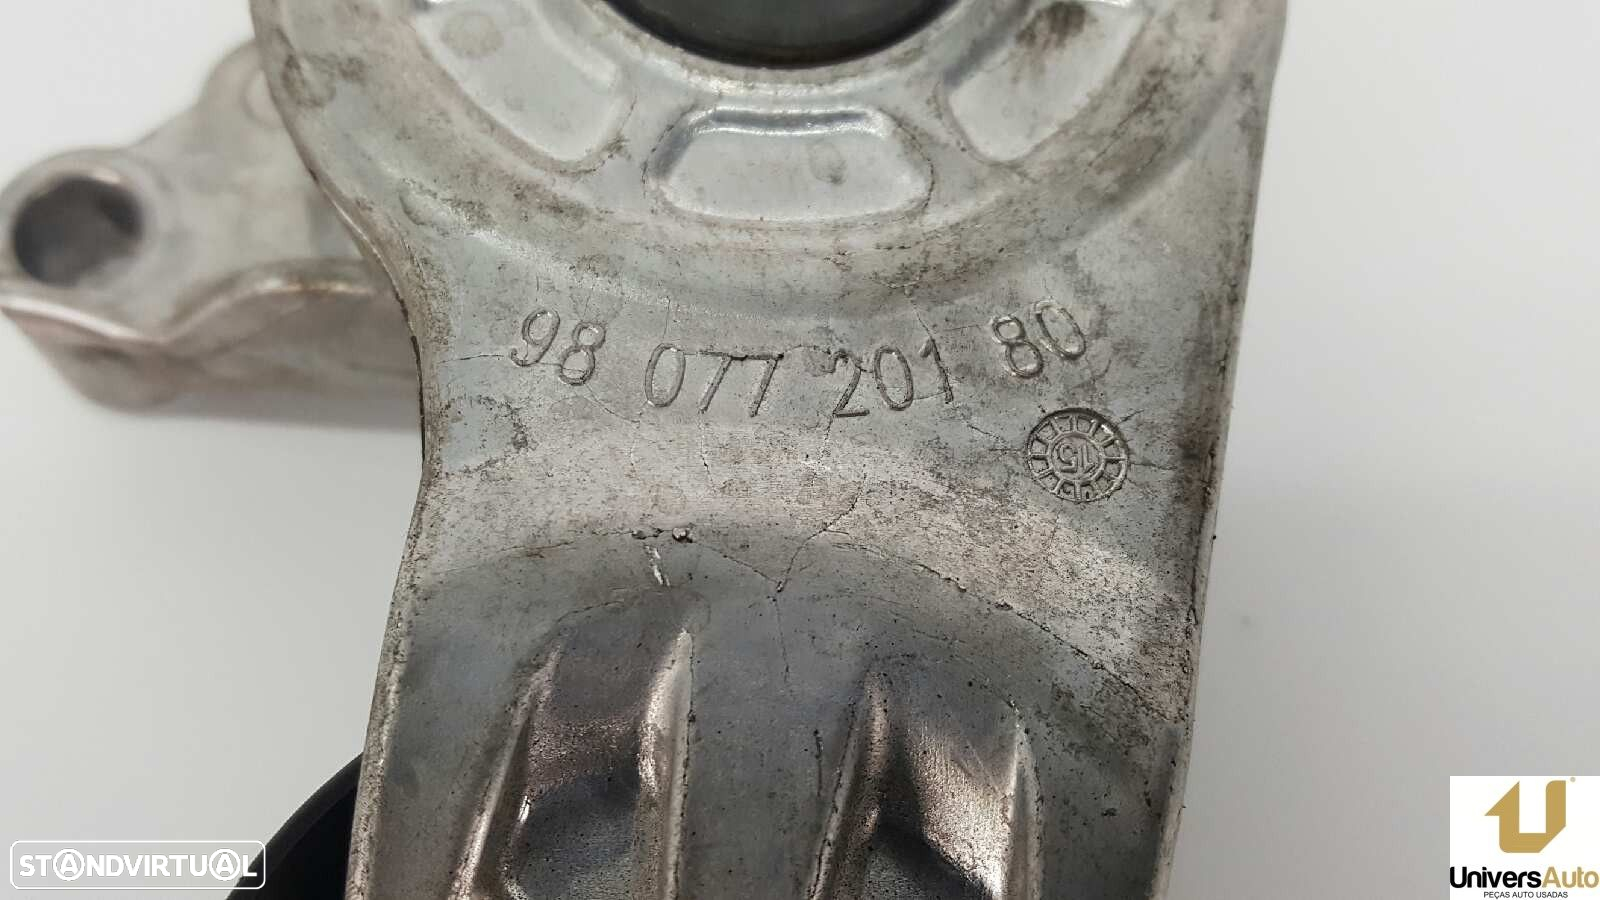 98 077 201 80
15
STANDVIRTUAL
UniversAuto
PEÇAS AUTO USADAS